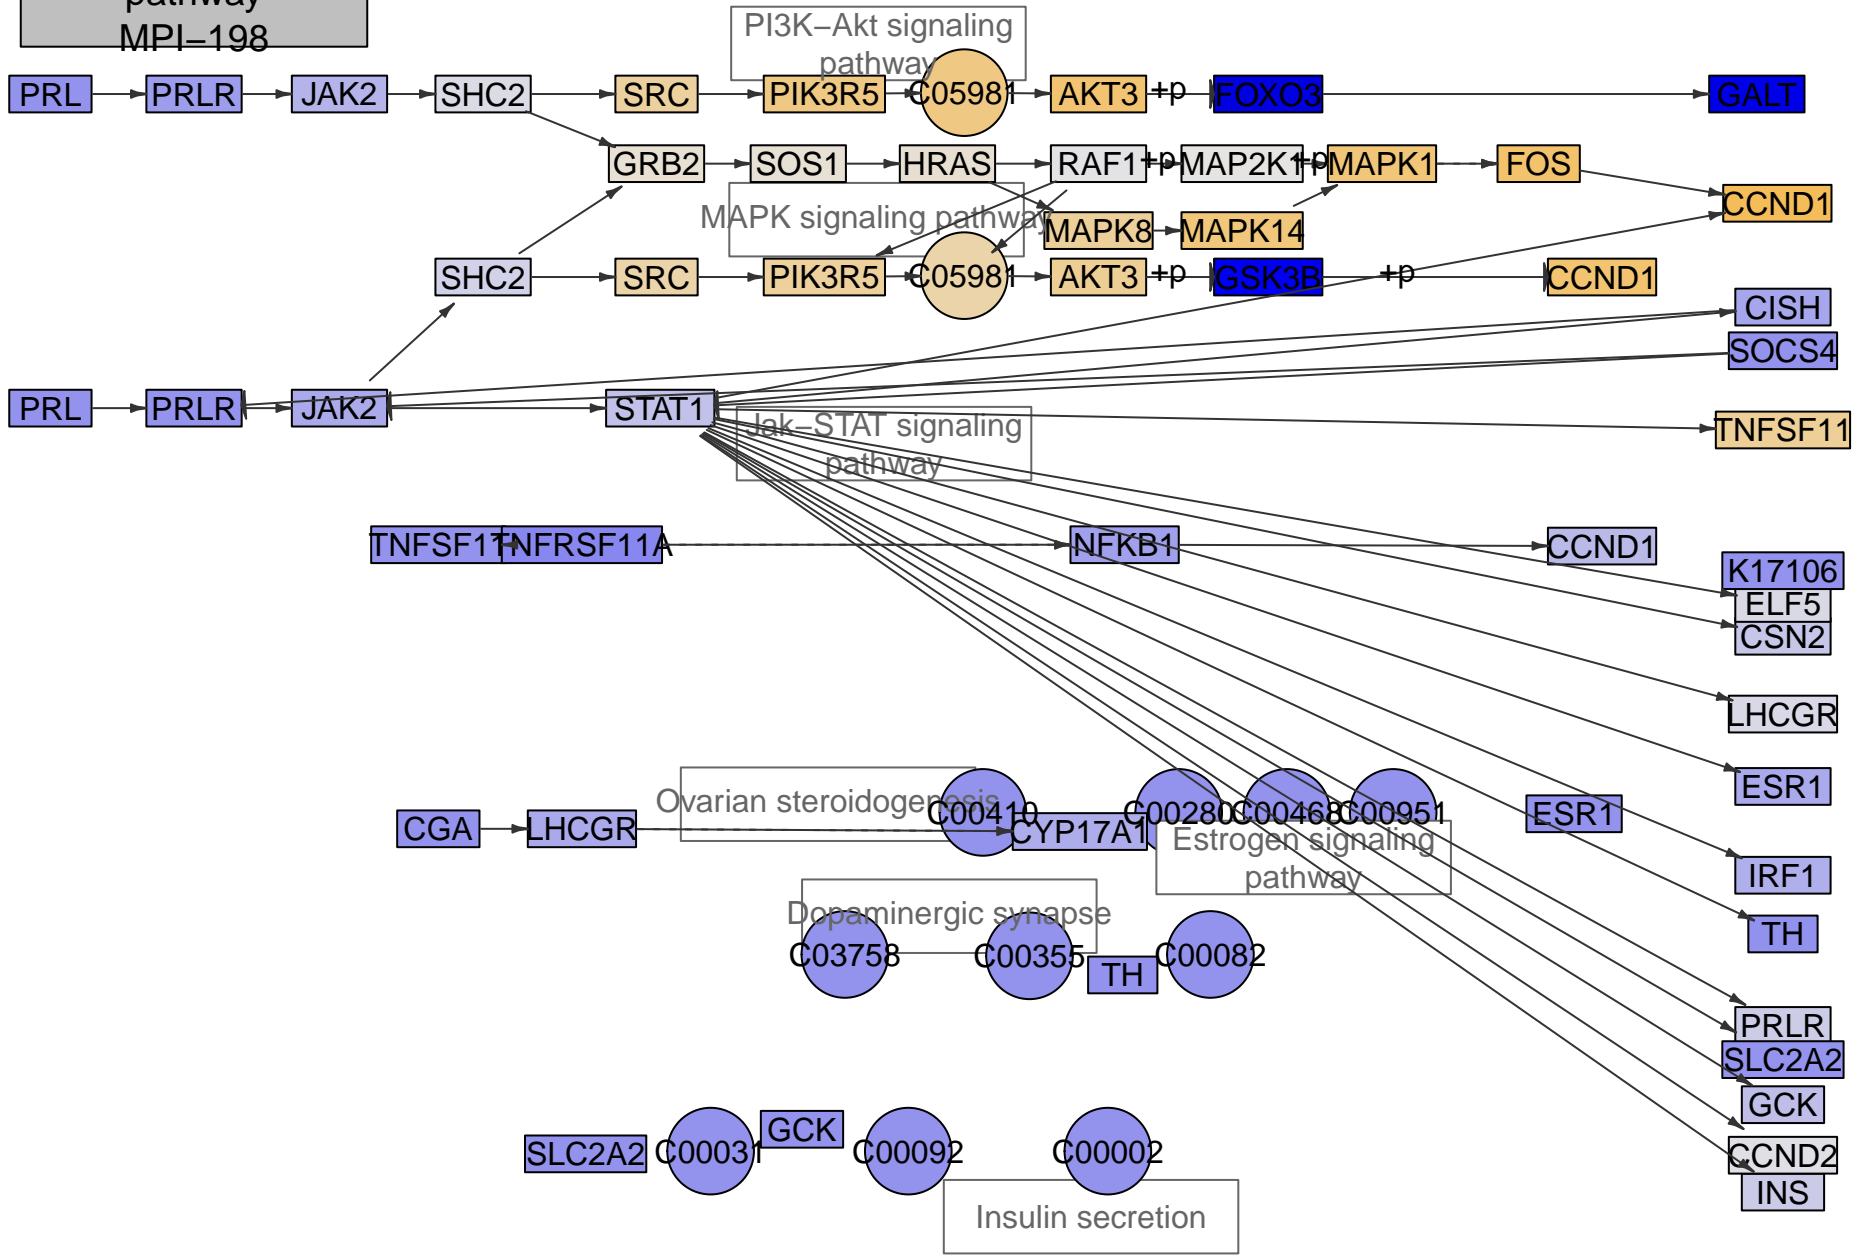 pathway
MPI−198
PI3K−Akt signaling
pathway
PRL
PRLR
JAK2
SHC2
SRC
PIK3R5
C05981
AKT3
+p
FOXO3
GALT
GRB2
SOS1
HRAS
RAF1
+p
MAP2K1
+p
MAPK1
FOS
CCND1
MAPK signaling pathway
MAPK8
MAPK14
SHC2
SRC
PIK3R5
C05981
AKT3
+p
GSK3B
+p
CCND1
CISH
SOCS4
PRL
PRLR
JAK2
STAT1
Jak−STAT signaling
pathway
TNFSF11
TNFSF11
TNFRSF11A
NFKB1
CCND1
K17106
ELF5
CSN2
LHCGR
ESR1
Ovarian steroidogenesis
C00410
C00280
C00468
C00951
ESR1
CGA
LHCGR
CYP17A1
Estrogen signaling
pathway
IRF1
Dopaminergic synapse
TH
C03758
C00355
TH
C00082
PRLR
SLC2A2
GCK
SLC2A2
C00031
GCK
C00092
C00002
CCND2
INS
Insulin secretion